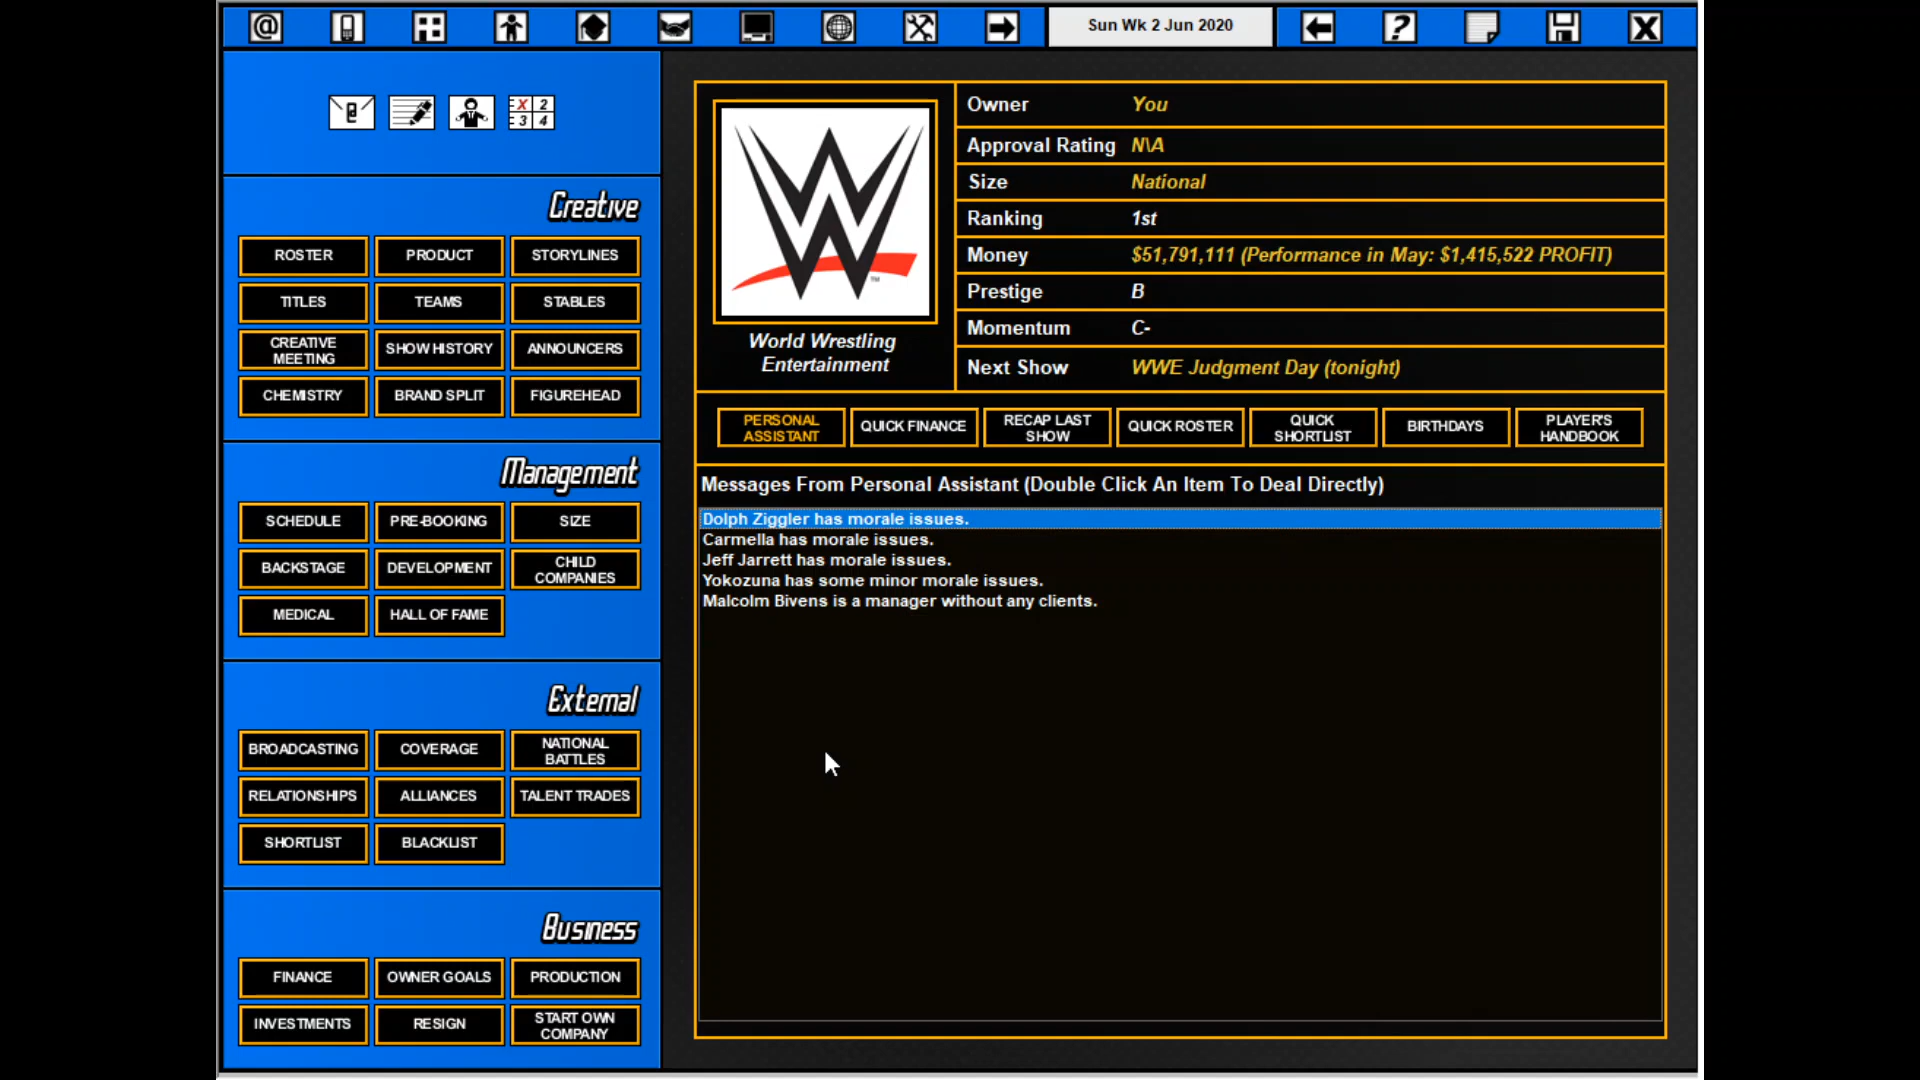 Sun Wk 2 Jun 2020
Creative
ROSTER
PRODUCT
STORYLINES
TITLES
TEAMS
STABLES
CREATIVE
MEETING
SHOW HISTORY
ANNOUNCERS
CHEMISTRY
BRAND SPLIT
FIGUREHEAD
Management
SCHEDULE
PRE-BOOKING
SIZE
BACKSTAGE
DEVELOPMENT
CHILD
COMPANIES
MEDICAL
HALL OF FAME
External
BROADCASTING
COVERAGE
NATIONAL
BATTLES
RELATIONSHIPS
ALLIANCES
TALENT TRADES
SHORTLIST
BLACKLIST
Business
FINANCE
OWNER GOALS
PRODUCTION
INVESTMENTS
RESIGN
START OWN
COMPANY
TM
World Wrestling
Entertainment
Owner You
Approval Rating N\A
Size National
Ranking 1st
Money $51,791,111 (Performance in May: $1,415,522 PROFIT)
Prestige B
Momentum C-
Next Show WWE Judgment Day (tonight)
PERSONAL
ASSISTANT
QUICK FINANCE
RECAP LAST
SHOW
QUICK ROSTER
QUICK
SHORTLIST
BIRTHDAYS
PLAYER'S
HANDBOOK
Messages From Personal Assistant (Double Click An Item To Deal Directly)
Dolph Ziggler has morale issues.
Carmella has morale issues.
Jeff Jarrett has morale issues.
Yokozuna has some minor morale issues.
Malcolm Bivens is a manager without any clients.